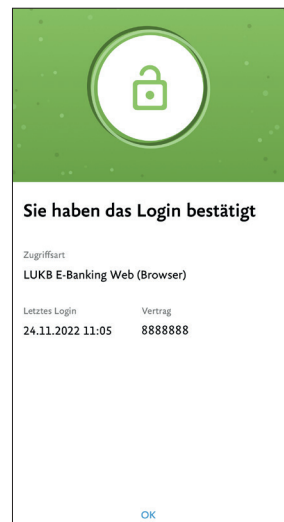 Sie haben das Login bestätigt
Zugriffsart
LUKB E-Banking Web (Browser)
Letztes Login Vertrag
24.11.2022 11:05 8888888
OK